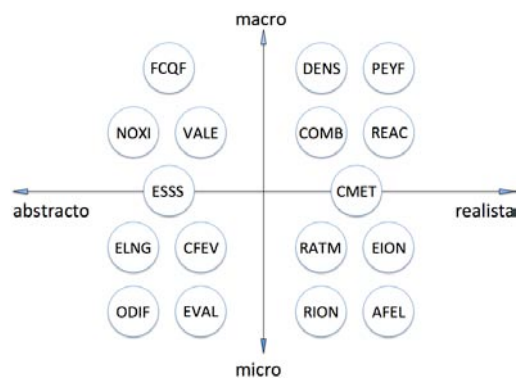 macro
FCQF DENS PEYF
NOXI VALE COMB REAC
ESSS CMET
abstracto realista
ELNG CFEV RATM EION
ODIF EVAL RION AFEL
micro